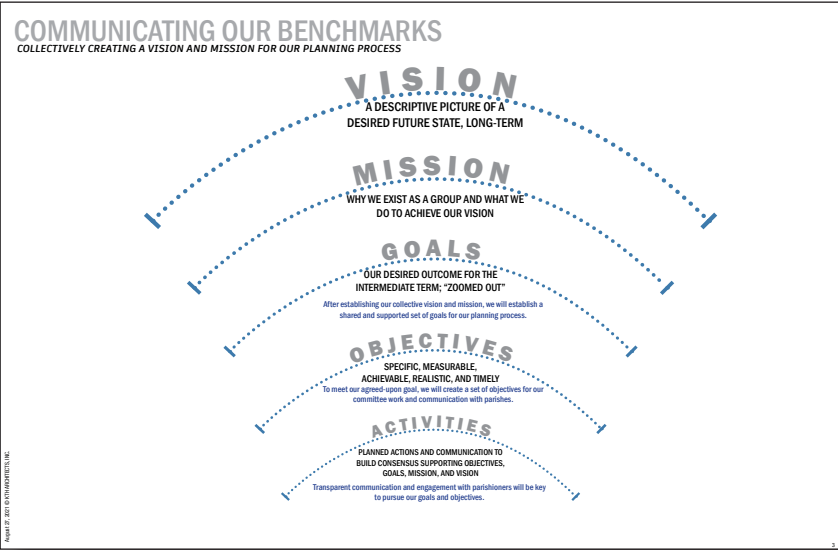 COMMUNICATING OUR BENCHMARKS
COLLECTIVELY CREATING A VISION AND MISSION FOR OUR PLANNING PROCESS
VISION
A DESCRIPTIVE PICTURE OF A
DESIRED FUTURE STATE, LONG-TERM
MISSION
WHY WE EXIST AS A GROUP AND WHAT WE
DO TO ACHIEVE OUR VISION
GOALS
OUR DESIRED OUTCOME FOR THE
INTERMEDIATE TERM; “ZOOMED OUT”
After establishing our collective vision and mission, we will establish a
shared and supported set of goals for our planning process.
OBJECTIVES
SPECIFIC, MEASURABLE,
ACHIEVABLE, REALISTIC, AND TIMELY
To meet our agreed-upon goal, we will create a set of objectives for our
committee work and communication with parishes.
ACTIVITIES
PLANNED ACTIONS AND COMMUNICATION TO
BUILD CONSENSUS SUPPORTING OBJECTIVES,
GOALS, MISSION, AND VISION
Transparent communication and engagement with parishioners will be key
to pursue our goals and objectives.
August 27, 2021 © KTH ARCHITECTS, INC.
3